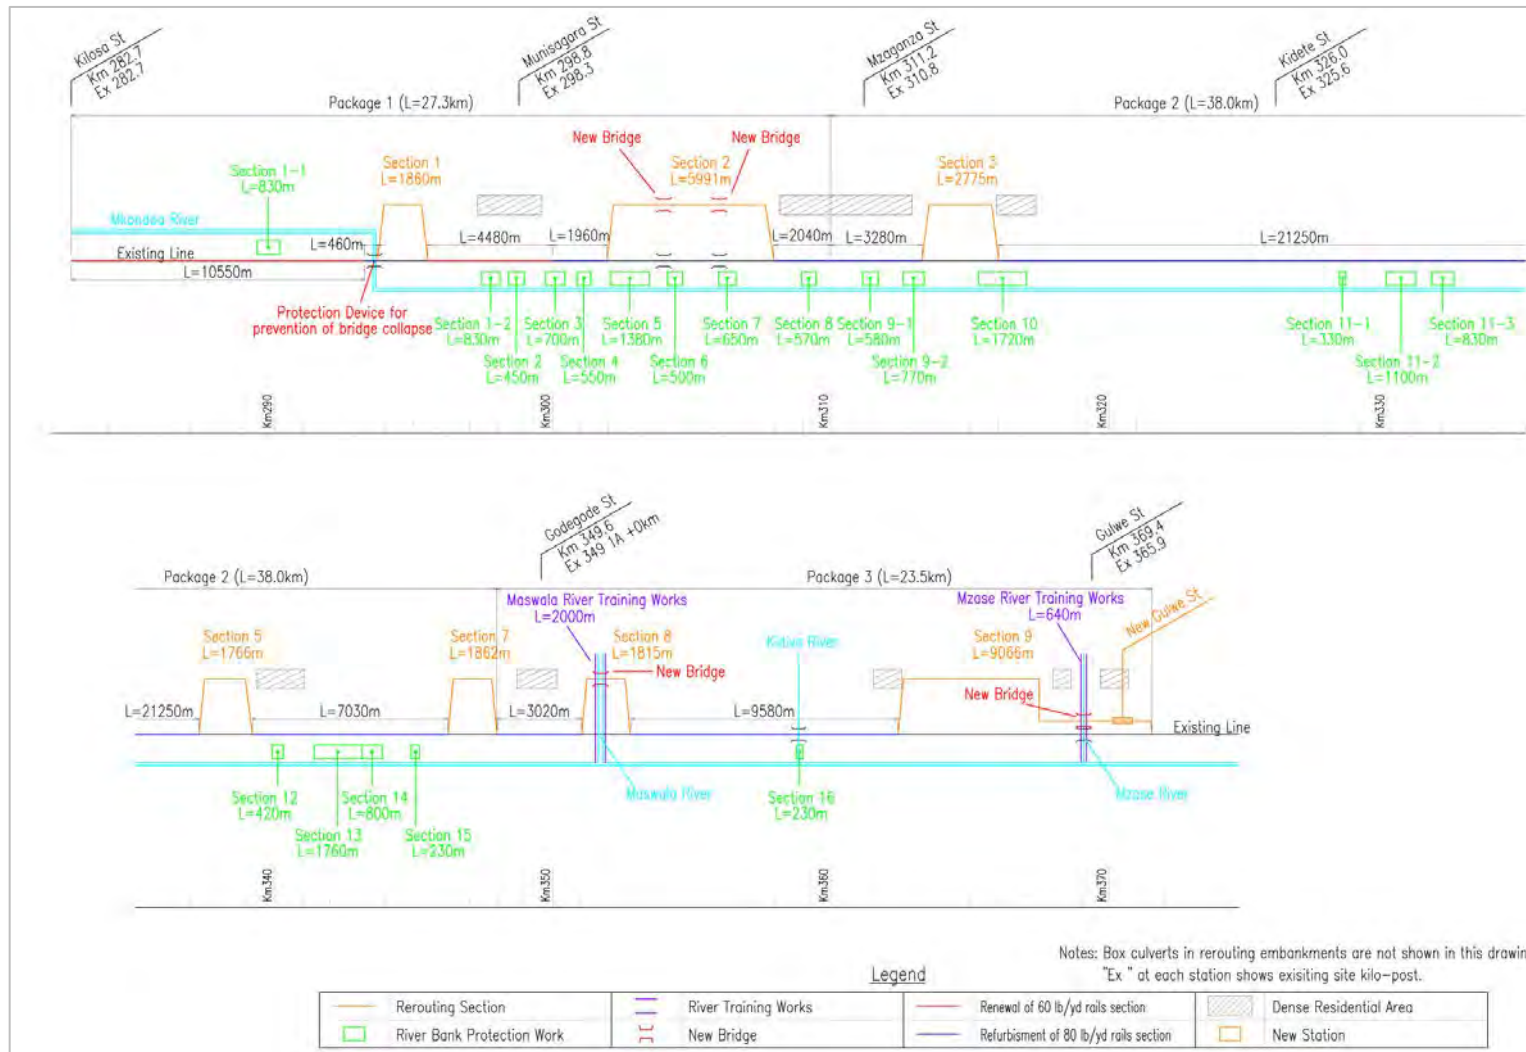 Kilosa St
Km 282.7
Ex 282.7
Munisagara St
Km 298.8
Ex 298.3
Mzaganza St
Km 311.2
Ex 310.8
Kidete St
Km 326.0
Ex 325.6
Package 1 (L=27.3km)
Package 2 (L=38.0km)
New Bridge
New Bridge
Section 1-1
L=830m
Section 1
L=1860m
Section 2
L=5991m
Section 3
L=2775m
Mkondoa River
Existing Line
L=460m
L=4480m
L=1960m
L=2040m
L=3280m
L=21250m
L=10550m
Protection Device for
prevention of bridge collapse
Section 1-2
L=830m
Section 3
L=700m
Section 5
L=1380m
Section 7
L=650m
Section 8
L=570m
Section 9-1
L=580m
Section 10
L=1720m
Section 11-1
L=330m
Section 11-3
L=830m
Section 2
L=450m
Section 4
L=550m
Section 6
L=500m
Section 9-2
L=770m
Section 11-2
L=1100m
Km290
Km300
Km310
Km320
Km330
Godegode St
Km 349.6
Ex 349 1A +0km
Gulwe St
Km 369.4
Ex 365.9
Package 2 (L=38.0km)
Package 3 (L=23.5km)
Maswala River Training Works
L=2000m
Mzase River Training Works
L=640m
New Gulwe St
Section 5
L=1766m
Section 7
L=1862m
Section 8
L=1815m
Kidivo River
Section 9
L=9066m
New Bridge
New Bridge
L=21250m
L=7030m
L=3020m
L=9580m
Existing Line
Section 12
L=420m
Section 14
L=800m
Maswala River
Section 16
L=230m
Mzase River
Section 13
L=1760m
Section 15
L=230m
Km340
Km350
Km360
Km370
Notes: Box culverts in rerouting embankments are not shown in this drawin
"Ex " at each station shows exisiting site kilo-post.
Legend
Rerouting Section
River Training Works
Renewal of 60 lb/yd rails section
Dense Residential Area
River Bank Protection Work
New Bridge
Refurbisment of 80 lb/yd rails section
New Station